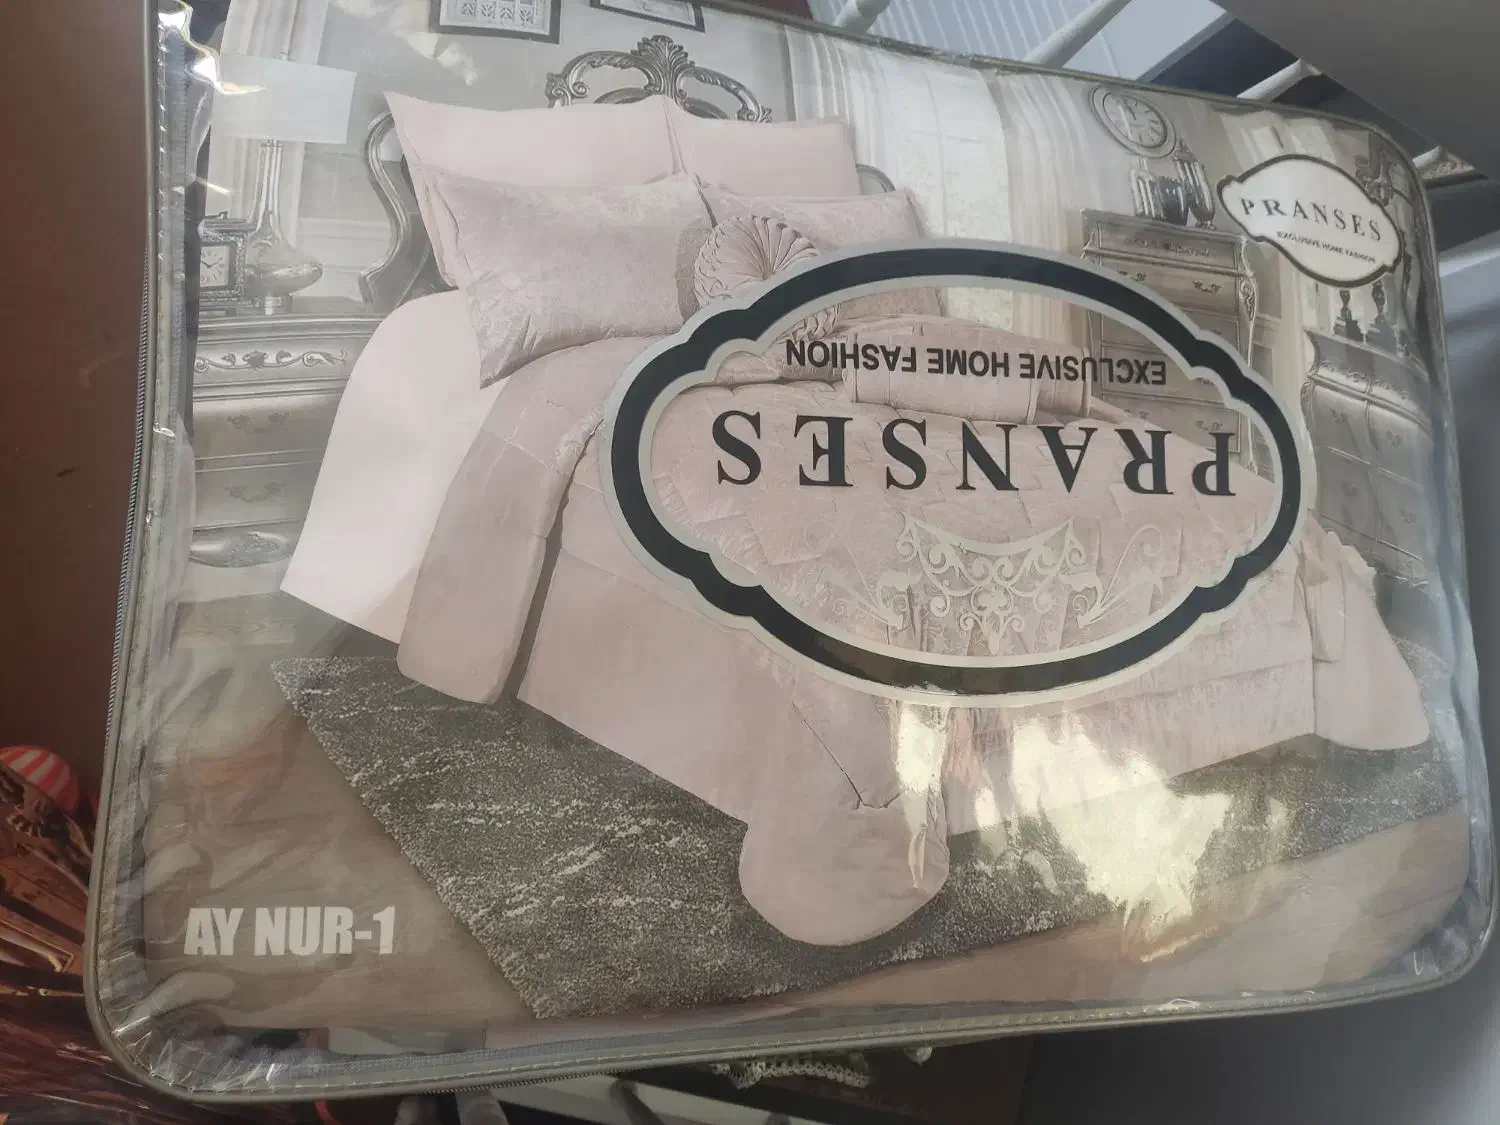 PRANSES
EXCLUSIVE HOME FASHION
PRANSES
EXCLUSIVE HOME FASHION
AY NUR-1